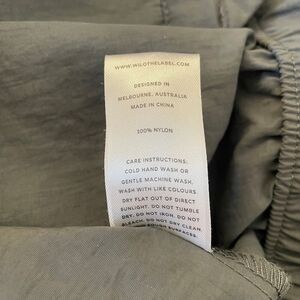 WWW.WILOTHELABEL.COM
DESIGNED IN
MELBOURNE, AUSTRALIA
MADE IN CHINA
100% NYLON
CARE INSTRUCTIONS:
COLD HAND WASH OR
GENTLE MACHINE WASH.
WASH WITH LIKE COLOURS
DRY FLAT OUT OF DIRECT
SUNLIGHT. DO NOT TUMBLE
DRY. DO NOT IRON. DO NOT
BLEACH. DO NOT DRY CLEAN.
ROUGH SURFACES.